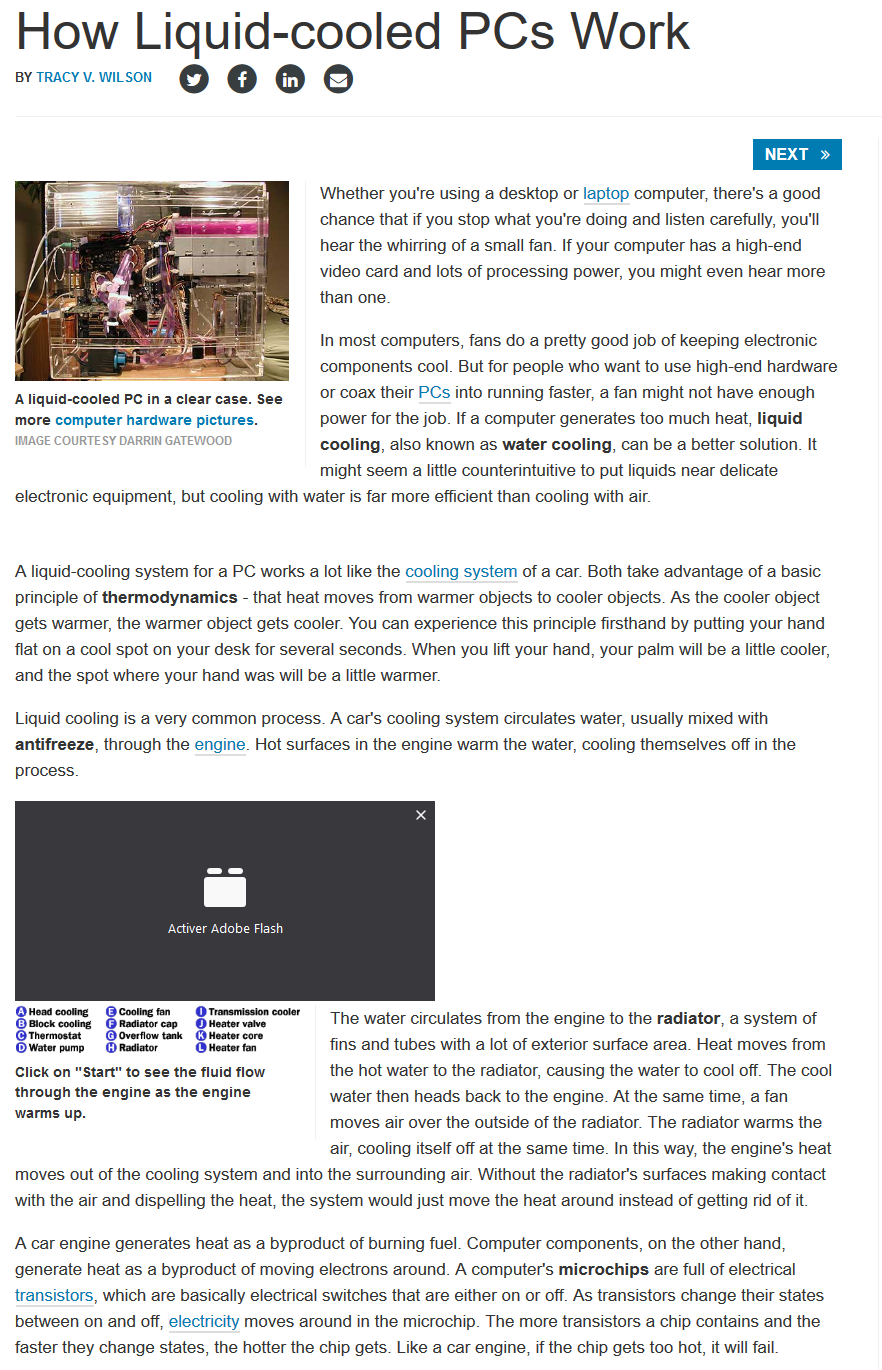 How Liquid-cooled PCs Work
BY TRACY V. WILSON
NEXT »
A liquid-cooled PC in a clear case. See
more computer hardware pictures.
IMAGE COURTESY DARRIN GATEWOOD
Whether you're using a desktop or laptop computer, there's a good
chance that if you stop what you're doing and listen carefully, you'll
hear the whirring of a small fan. If your computer has a high-end
video card and lots of processing power, you might even hear more
than one.
In most computers, fans do a pretty good job of keeping electronic
components cool. But for people who want to use high-end hardware
or coax their PCs into running faster, a fan might not have enough
power for the job. If a computer generates too much heat, liquid
cooling, also known as water cooling, can be a better solution. It
might seem a little counterintuitive to put liquids near delicate
electronic equipment, but cooling with water is far more efficient than cooling with air.
A liquid-cooling system for a PC works a lot like the cooling system of a car. Both take advantage of a basic
principle of thermodynamics - that heat moves from warmer objects to cooler objects. As the cooler object
gets warmer, the warmer object gets cooler. You can experience this principle firsthand by putting your hand
flat on a cool spot on your desk for several seconds. When you lift your hand, your palm will be a little cooler,
and the spot where your hand was will be a little warmer.
Liquid cooling is a very common process. A car's cooling system circulates water, usually mixed with
antifreeze, through the engine. Hot surfaces in the engine warm the water, cooling themselves off in the
process.
Activer Adobe Flash
A Head cooling E Cooling fan I Transmission cooler
B Block cooling F Radiator cap J Heater valve
C Thermostat G Overflow tank K Heater core
D Water pump H Radiator L Heater fan
Click on "Start" to see the fluid flow
through the engine as the engine
warms up.
The water circulates from the engine to the radiator, a system of
fins and tubes with a lot of exterior surface area. Heat moves from
the hot water to the radiator, causing the water to cool off. The cool
water then heads back to the engine. At the same time, a fan
moves air over the outside of the radiator. The radiator warms the
air, cooling itself off at the same time. In this way, the engine's heat
moves out of the cooling system and into the surrounding air. Without the radiator's surfaces making contact
with the air and dispelling the heat, the system would just move the heat around instead of getting rid of it.
A car engine generates heat as a byproduct of burning fuel. Computer components, on the other hand,
generate heat as a byproduct of moving electrons around. A computer's microchips are full of electrical
transistors, which are basically electrical switches that are either on or off. As transistors change their states
between on and off, electricity moves around in the microchip. The more transistors a chip contains and the
faster they change states, the hotter the chip gets. Like a car engine, if the chip gets too hot, it will fail.